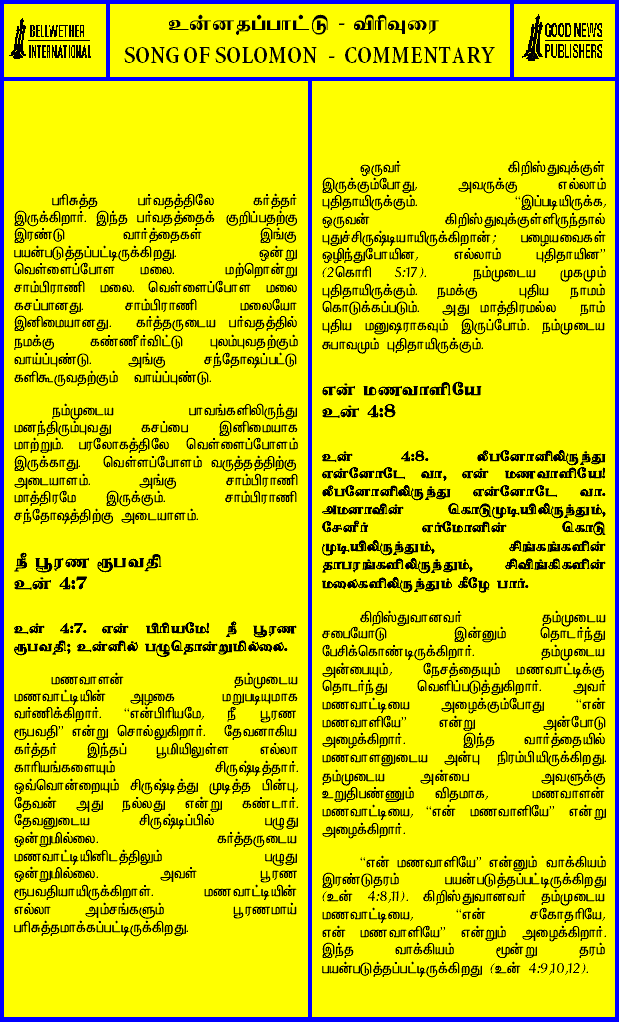 BELLWETHER
INTERNATIONAL
உன்னதப்பாட்டு - விரிவுரை
SONG OF SOLOMON - COMMENTARY
GOOD NEWS
PUBLISHERS
பரிசுத்த பர்வதத்திலே கர்த்தர்
இருக்கிறார். இந்த பர்வதத்தைக் குறிப்பதற்கு
இரண்டு வார்த்தைகள் இங்கு
பயன்படுத்தப்பட்டிருக்கிறது. ஒன்று
வெள்ளைப்போள மலை. மற்றொன்று
சாம்பிராணி மலை. வெள்ளைப்போள மலை
கசப்பானது. சாம்பிராணி மலையோ
இனிமையானது. கர்த்தருடைய பர்வதத்தில்
நமக்கு கண்ணீர்விட்டு புலம்புவதற்கும்
வாய்ப்புண்டு. அங்கு சந்தோஷப்பட்டு
களிகூருவதற்கும் வாய்ப்புண்டு.
நம்முடைய பாவங்களிலிருந்து
மனந்திரும்புவது கசப்பை இனிமையாக
மாற்றும். பரலோகத்திலே வெள்ளைப்போளம்
இருக்காது. வெள்ளப்போளம் வருத்தத்திற்கு
அடையாளம். அங்கு சாம்பிராணி
மாத்திரமே இருக்கும். சாம்பிராணி
சந்தோஷத்திற்கு அடையாளம்.
நீ பூரண ரூபவதி
உன் 4:7
உன் 4:7. என் பிரியமே! நீ பூரண
ரூபவதி; உன்னில் பழுதொன்றுமில்லை.
மணவாளன் தம்முடைய
மணவாட்டியின் அழகை மறுபடியுமாக
வர்ணிக்கிறார். “என்பிரியமே, நீ பூரண
ரூபவதி” என்று சொல்லுகிறார். தேவனாகிய
கர்த்தர் இந்தப் பூமியிலுள்ள எல்லா
காரியங்களையும் சிருஷ்டித்தார்.
ஒவ்வொன்றையும் சிருஷ்டித்து முடித்த பின்பு,
தேவன் அது நல்லது என்று கண்டார்.
தேவனுடைய சிருஷ்டிப்பில் பழுது
ஒன்றுமில்லை. கர்த்தருடைய
மணவாட்டியினிடத்திலும் பழுது
ஒன்றுமில்லை. அவள் பூரண
ரூபவதியாயிருக்கிறாள். மணவாட்டியின்
எல்லா அம்சங்களும் பூரணமாய்
பரிசுத்தமாக்கப்பட்டிருக்கிறது.
ஒருவர் கிறிஸ்துவுக்குள்
இருக்கும்போது, அவருக்கு எல்லாம்
புதிதாயிருக்கும். “இப்படியிருக்க,
ஒருவன் கிறிஸ்துவுக்குள்ளிருந்தால்
புதுச்சிருஷ்டியாயிருக்கிறான்; பழையவைகள்
ஒழிந்துபோயின, எல்லாம் புதிதாயின”
(2கொரி 5:17). நம்முடைய முகமும்
புதிதாயிருக்கும். நமக்கு புதிய நாமம்
கொடுக்கப்படும். அது மாத்திரமல்ல நாம்
புதிய மனுஷராகவும் இருப்போம். நம்முடைய
சுபாவமும் புதிதாயிருக்கும்.
என் மணவாளியே
உன் 4:8
உன் 4:8. லீபனோனிலிருந்து
என்னோடே வா, என் மணவாளியே!
லீபனோனிலிருந்து என்னோடே வா.
அமனாவின் கொடுமுடியிலிருந்தும்,
சேனீர் எர்மோனின் கொடு
முடியிலிருந்தும், சிங்கங்களின்
தாபரங்களிலிருந்தும், சிவிங்கிகளின்
மலைகளிலிருந்தும் கீழே பார்.
கிறிஸ்துவானவர் தம்முடைய
சபையோடு இன்னும் தொடர்ந்து
பேசிக்கொண்டிருக்கிறார். தம்முடைய
அன்பையும், நேசத்தையும் மணவாட்டிக்கு
தொடர்ந்து வெளிப்படுத்துகிறார். அவர்
மணவாட்டியை அழைக்கும்போது “என்
மணவாளியே” என்று அன்போடு
அழைக்கிறார். இந்த வார்த்தையில்
மணவாளனுடைய அன்பு நிரம்பியிருக்கிறது.
தம்முடைய அன்பை அவளுக்கு
உறுதிபண்ணும் விதமாக, மணவாளன்
மணவாட்டியை, “என் மணவாளியே” என்று
அழைக்கிறார்.
“என் மணவாளியே” என்னும் வாக்கியம்
இரண்டுதரம் பயன்படுத்தப்பட்டிருக்கிறது
(உன் 4:8,11). கிறிஸ்துவானவர் தம்முடைய
மணவாட்டியை, “என் சகோதரியே,
என் மணவாளியே” என்றும் அழைக்கிறார்.
இந்த வாக்கியம் மூன்று தரம்
பயன்படுத்தப்பட்டிருக்கிறது (உன் 4:9,10,12).